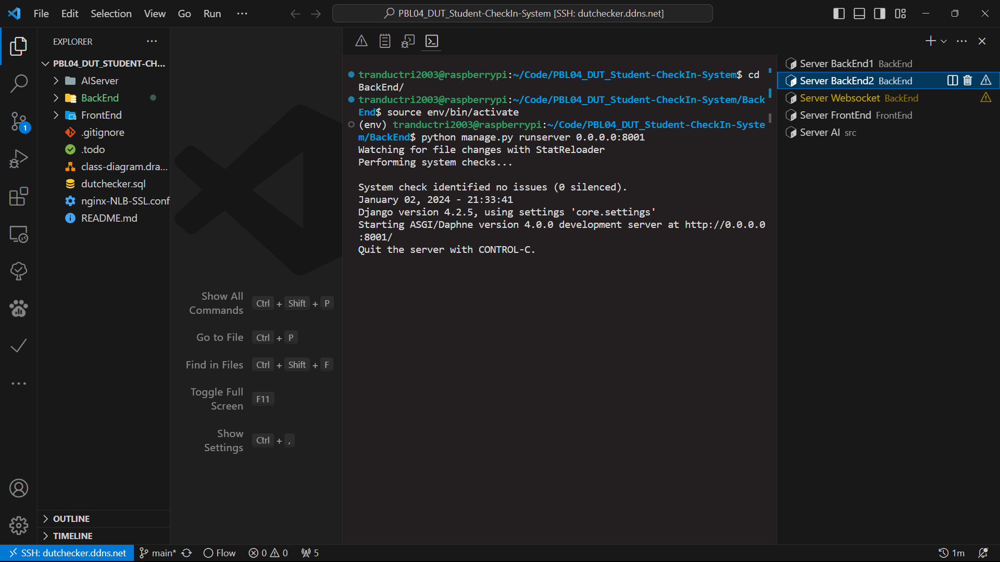 File Edit Selection View Go Run ···
PBL04_DUT_Student-CheckIn-System [SSH: dutchecker.ddns.net]
EXPLORER
PBL04_DUT_STUDENT-CH...
AIServer
BackEnd
FrontEnd
.gitignore
.todo
class-diagram.dra...
dutchecker.sql
nginx-NLB-SSL.conf
README.md
OUTLINE
TIMELINE
1
Show All Commands Ctrl + Shift + P
Go to File Ctrl + P
Find in Files Ctrl + Shift + F
Toggle Full Screen F11
Show Settings Ctrl + ,
tranductri2003@raspberrypi:~/Code/PBL04_DUT_Student-CheckIn-System$ cd
BackEnd/
tranductri2003@raspberrypi:~/Code/PBL04_DUT_Student-CheckIn-System/Back
End$ source env/bin/activate
(env) tranductri2003@raspberrypi:~/Code/PBL04_DUT_Student-CheckIn-Syste
m/BackEnd$ python manage.py runserver 0.0.0.0:8001
Watching for file changes with StatReloader
Performing system checks...
System check identified no issues (0 silenced).
January 02, 2024 - 21:33:41
Django version 4.2.5, using settings 'core.settings'
Starting ASGI/Daphne version 4.0.0 development server at http://0.0.0.0
:8001/
Quit the server with CONTROL-C.
Server BackEnd1 BackEnd
Server BackEnd2 BackEnd
Server Websocket BackEnd
Server FrontEnd FrontEnd
Server AI src
SSH: dutchecker.ddns.net main* Flow 0 0 5 1m